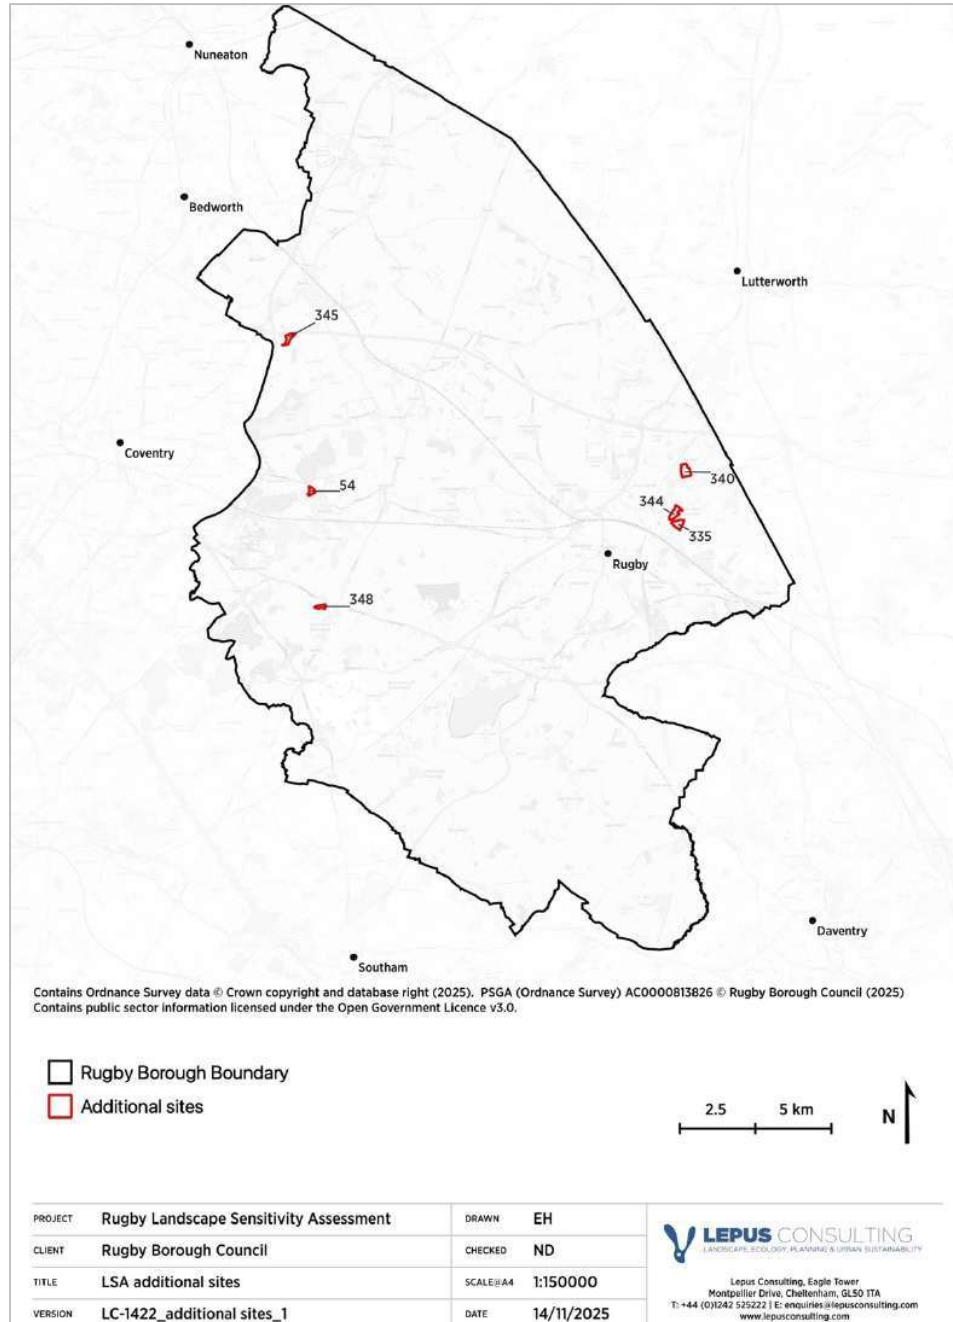 Nuneaton
Bedworth
Lutterworth
345
Coventry
54
340
344
335
Rugby
348
Daventry
Southam
Contains Ordnance Survey data © Crown copyright and database right (2025). PSGA (Ordnance Survey) AC0000813826 © Rugby Borough Council (2025)
Contains public sector information licensed under the Open Government Licence v3.0.
Rugby Borough Boundary
Additional sites
2.5 5 km
N
PROJECT Rugby Landscape Sensitivity Assessment
DRAWN EH
CLIENT Rugby Borough Council
CHECKED ND
TITLE LSA additional sites
SCALE@A4 1:150000
VERSION LC-1422_additional sites_1
DATE 14/11/2025
LEPUS CONSULTING
LANDSCAPE, ECOLOGY, PLANNING & URBAN SUSTAINABILITY
Lepus Consulting, Eagle Tower
Montpellier Drive, Cheltenham, GL50 1TA
T: +44 (0)1242 525222 | E: enquiries@lepusconsulting.com
www.lepusconsulting.com